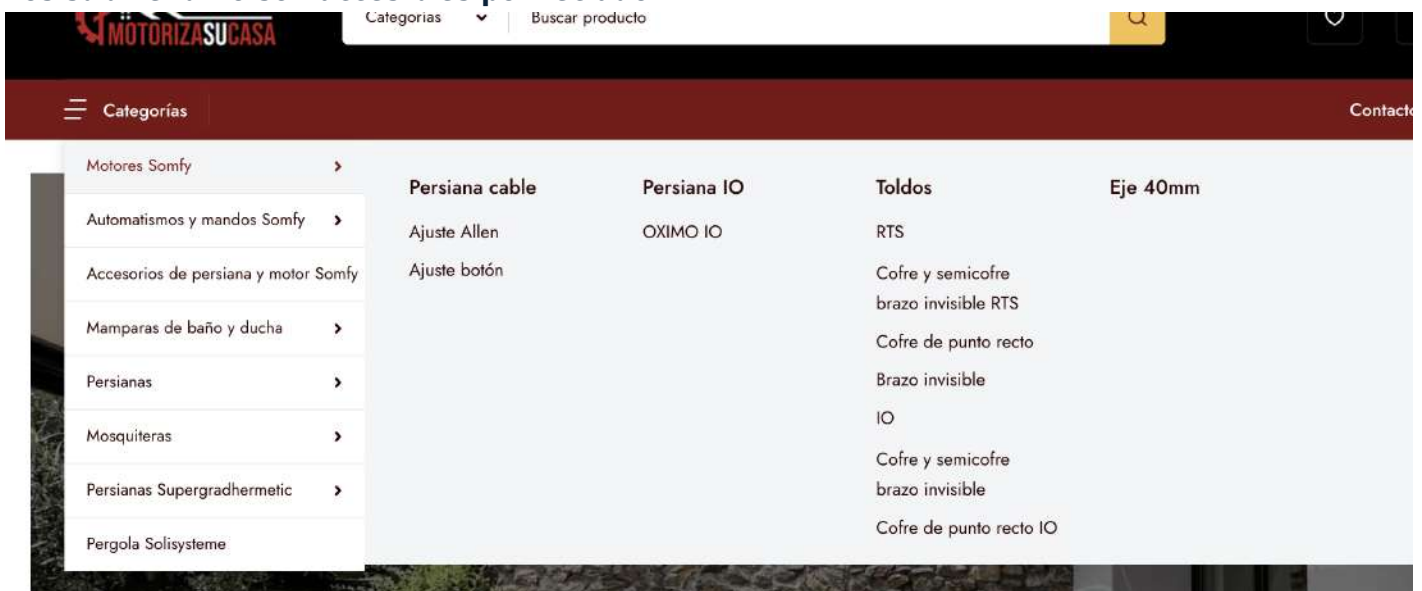 MOTORIZASUCASA
Categorías
Buscar producto
Categorías
Contacto
Motores Somfy
Automatismos y mandos Somfy
Accesorios de persiana y motor Somfy
Mamparas de baño y ducha
Persianas
Mosquiteras
Persianas Supergradhermetic
Pergola Solisysteme
Persiana cable
Ajuste Allen
Ajuste botón
Persiana IO
OXIMO IO
Toldos
RTS
Cofre y semicofre
brazo invisible RTS
Cofre de punto recto
Brazo invisible
IO
Cofre y semicofre
brazo invisible
Cofre de punto recto IO
Eje 40mm